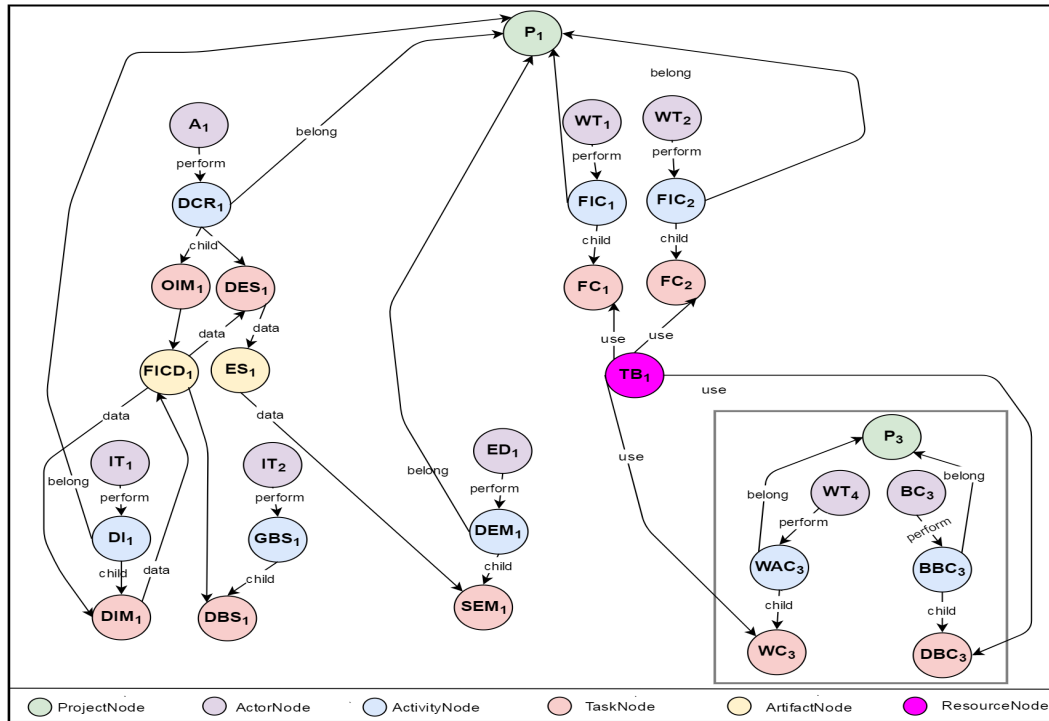 P1
belong
A1
WT1
WT2
perform
perform
perform
belong
DCR1
FIC1
FIC2
child
child
child
OIM1
DES1
FC1
FC2
data
data
use
use
FICD1
ES1
TB1
use
data
P3
IT1
IT2
ED1
use
belong
belong
belong
belong
WT4
BC3
perform
perform
perform
perform
perform
DI1
GBS1
DEM1
WAC3
BBC3
child
data
child
child
child
child
DIM1
DBS1
SEM1
WC3
DBC3
ProjectNode ActorNode ActivityNode TaskNode ArtifactNode ResourceNode